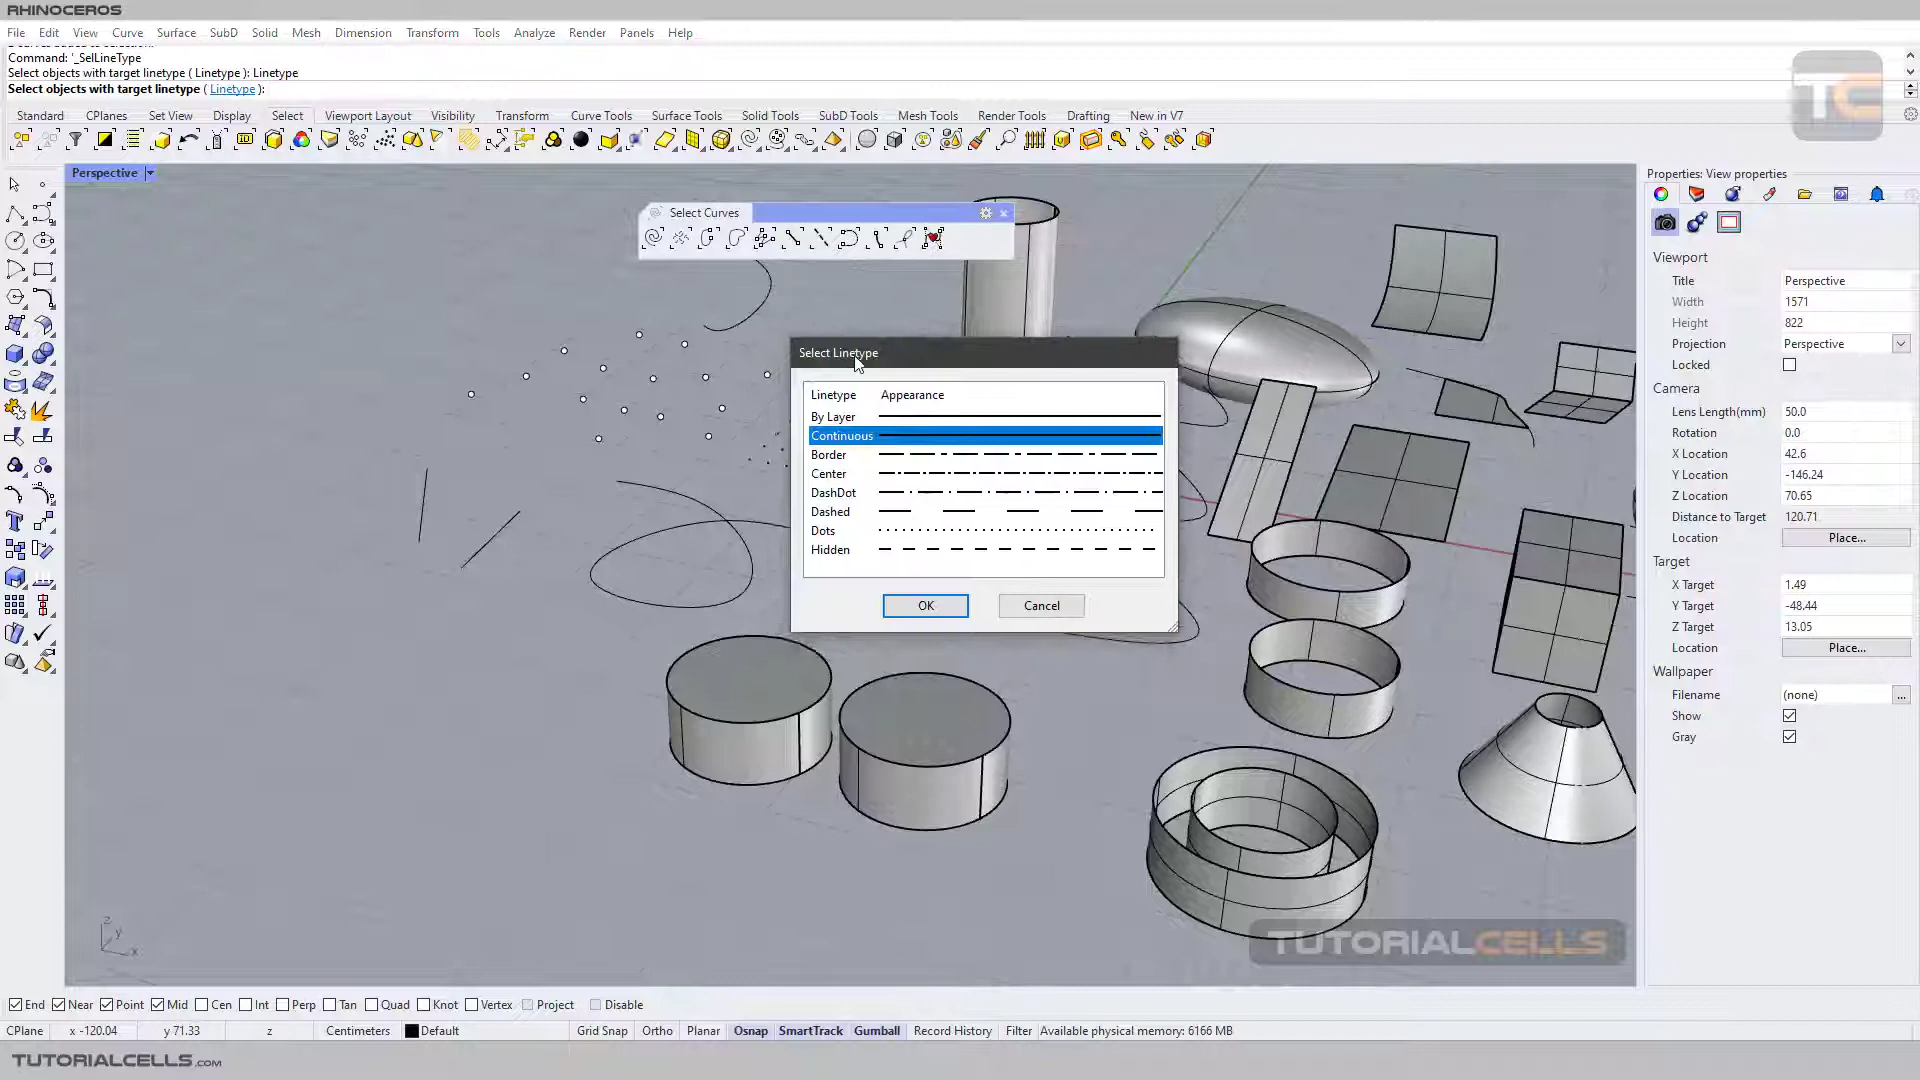 RHINOCEROS
File Edit View Curve Surface SubD Solid Mesh Dimension Transform Tools Analyze Render Panels Help
Command: '_SelLineType
Select objects with target linetype ( Linetype ): Linetype
Select objects with target linetype ( Linetype ):
TC
Standard CPlanes Set View Display Select Viewport Layout Visibility Transform Curve Tools Surface Tools Solid Tools SubD Tools Mesh Tools Render Tools Drafting New in V7
Perspective
Select Curves
Select Linetype
Linetype Appearance
By Layer
Continuous
Border
Center
DashDot
Dashed
Dots
Hidden
OK Cancel
Properties: View properties
Viewport
Title Perspective
Width 1571
Height 822
Projection Perspective
Locked
Camera
Lens Length(mm) 50.0
Rotation 0.0
X Location 42.6
Y Location -146.24
Z Location 70.65
Distance to Target 120.71
Location Place...
Target
X Target 1.49
Y Target -48.44
Z Target 13.05
Location Place...
Wallpaper
Filename (none) ...
Show
Gray
z
y
x
TUTORIALCELLS
End Near Point Mid Cen Int Perp Tan Quad Knot Vertex Project Disable
CPlane x -120.04 y 71.33 z Centimeters Default Grid Snap Ortho Planar Osnap SmartTrack Gumball Record History Filter Available physical memory: 6166 MB
TUTORIALCELLS.COM